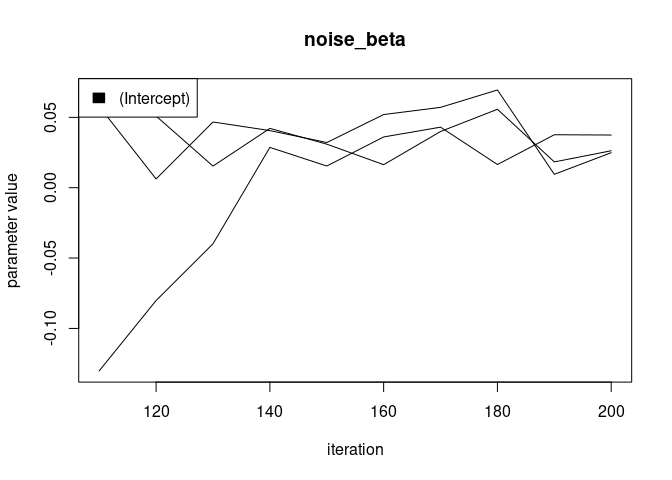 noise_beta
(Intercept)
parameter value
0.05
0.00
-0.05
-0.10
120 140 160 180 200
iteration